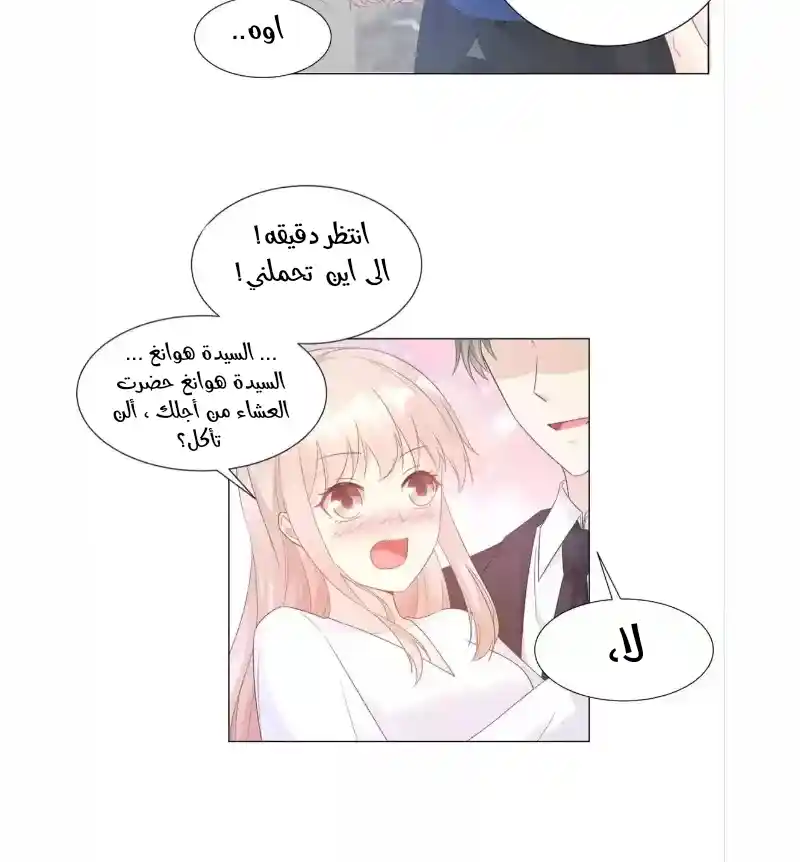 اوه..
انتظر دقيقه!
الى اين تحملني!
... السيدة هوانغ ...
السيدة هوانغ حضرت
العشاء من أجلك ، ألن
تأكل؟
لا،